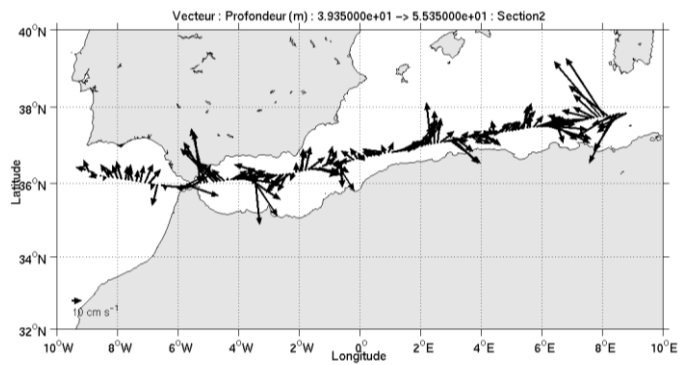 Vecteur : Profondeur (m) : 3.935000e+01 −> 5.535000e+01 : Section2
40°N
38°N
36°N
34°N
32°N
Latitude
10 cm s⁻¹
10°W
8°W
6°W
4°W
2°W
0°
2°E
4°E
6°E
8°E
10°E
Longitude